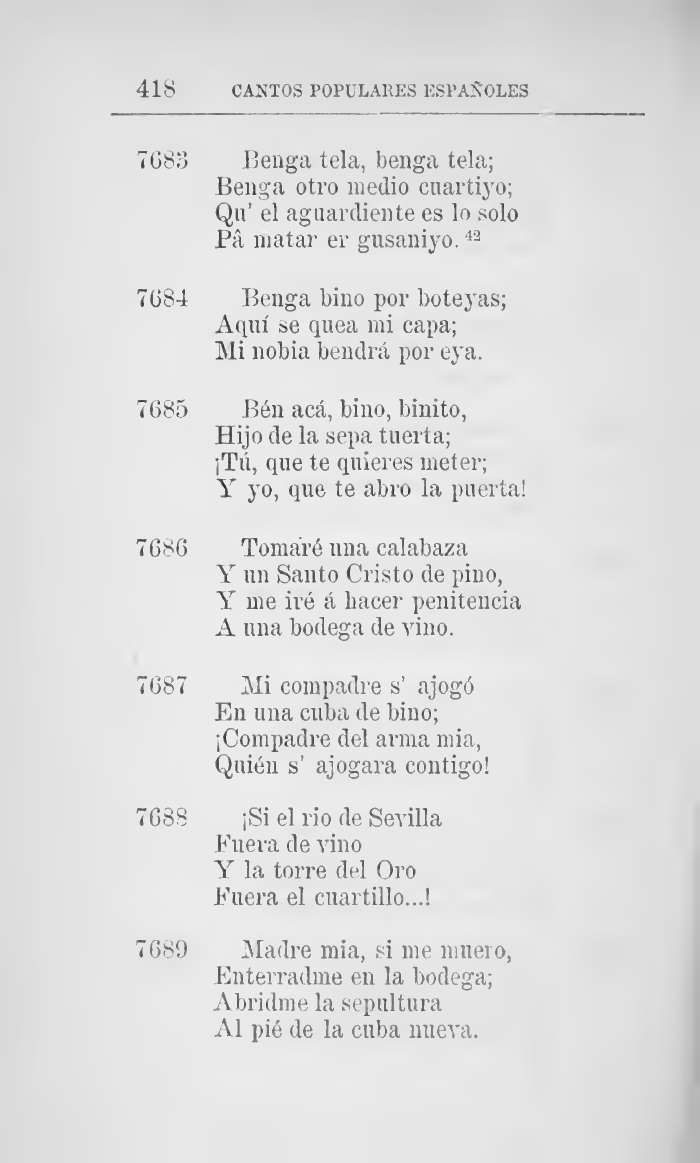 418 CANTOS POPULARES ESPAÑOLES
7683 Benga tela, benga tela;
Benga otro medio cuartiyo;
Qu' el aguardiente es lo solo
Pâ matar er gusaniyo. 42
7684 Benga bino por boteyas;
Aquí se quea mi capa;
Mi nobia bendrá por eya.
7685 Bén acá, bino, binito,
Hijo de la sepa tuerta;
¡Tú, que te quieres meter;
Y yo, que te abro la puerta!
7686 Tomaré una calabaza
Y un Santo Cristo de pino,
Y me iré á hacer penitencia
A una bodega de vino.
7687 Mi compadre s' ajogó
En una cuba de bino;
¡Compadre del arma mia,
Quién s' ajogara contigo!
7688 ¡Si el rio de Sevilla
Fuera de vino
Y la torre del Oro
Fuera el cuartillo...!
7689 Madre mia, si me muero,
Enterradme en la bodega;
Abridme la sepultura
Al pié de la cuba nueva.